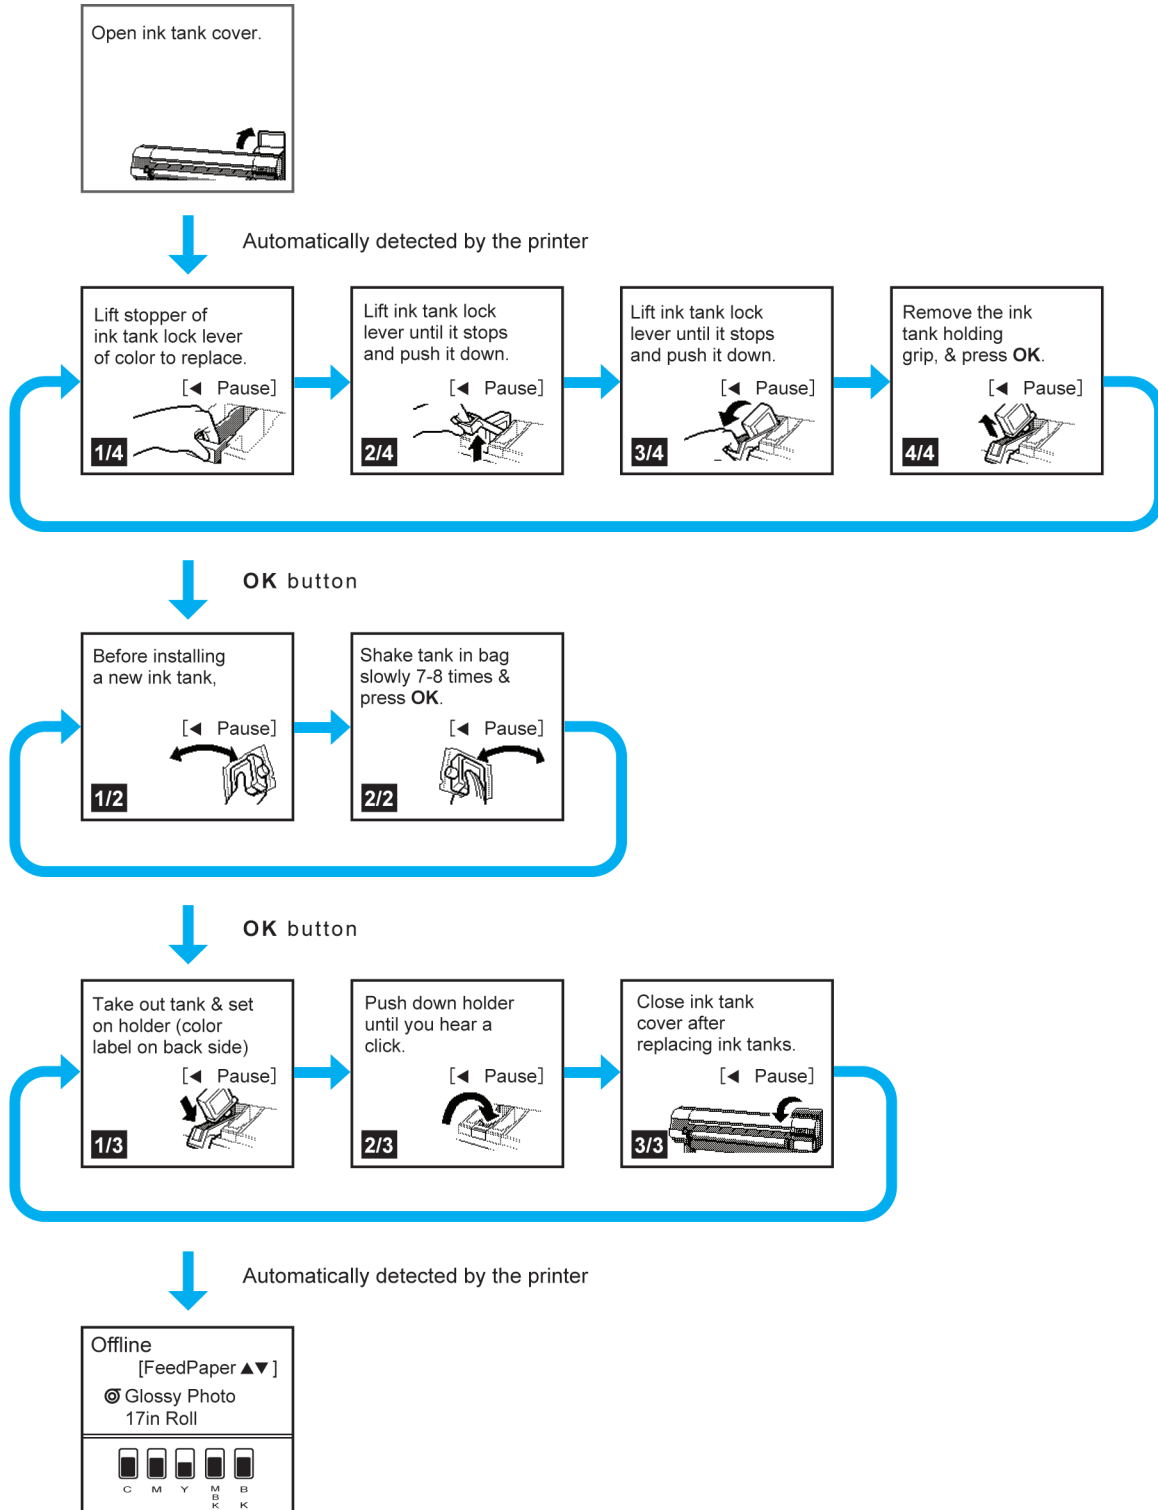 Open ink tank cover.
Automatically detected by the printer
Lift stopper of
ink tank lock lever
of color to replace.
[◀ Pause]
1/4
Lift ink tank lock
lever until it stops
and push it down.
[◀ Pause]
2/4
Lift ink tank lock
lever until it stops
and push it down.
[◀ Pause]
3/4
Remove the ink
tank holding
grip, & press OK.
[◀ Pause]
4/4
OK button
Before installing
a new ink tank,
[◀ Pause]
1/2
Shake tank in bag
slowly 7-8 times &
press OK.
[◀ Pause]
2/2
OK button
Take out tank & set
on holder (color
label on back side)
[◀ Pause]
1/3
Push down holder
until you hear a
click.
[◀ Pause]
2/3
Close ink tank
cover after
replacing ink tanks.
[◀ Pause]
3/3
Automatically detected by the printer
Offline
[FeedPaper ▲▼]
Glossy Photo
17in Roll
C M Y MBK BK